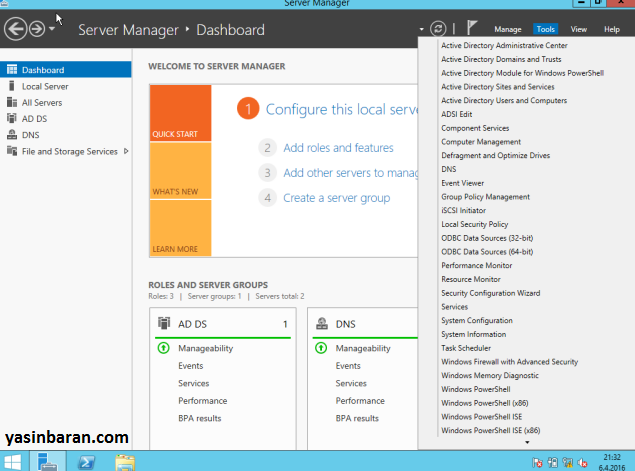 Server Manager
Server Manager ‣ Dashboard
Manage Tools View Help
Dashboard
Local Server
All Servers
AD DS
DNS
File and Storage Services
WELCOME TO SERVER MANAGER
QUICK START
WHAT'S NEW
LEARN MORE
1 Configure this local serve
2 Add roles and features
3 Add other servers to manag
4 Create a server group
ROLES AND SERVER GROUPS
Roles: 3 | Server groups: 1 | Servers total: 2
AD DS 1
Manageability
Events
Services
Performance
BPA results
DNS
Manageability
Events
Services
Performance
BPA results
Active Directory Administrative Center
Active Directory Domains and Trusts
Active Directory Module for Windows PowerShell
Active Directory Sites and Services
Active Directory Users and Computers
ADSI Edit
Component Services
Computer Management
Defragment and Optimize Drives
DNS
Event Viewer
Group Policy Management
iSCSI Initiator
Local Security Policy
ODBC Data Sources (32-bit)
ODBC Data Sources (64-bit)
Performance Monitor
Resource Monitor
Security Configuration Wizard
Services
System Configuration
System Information
Task Scheduler
Windows Firewall with Advanced Security
Windows Memory Diagnostic
Windows PowerShell
Windows PowerShell (x86)
Windows PowerShell ISE
Windows PowerShell ISE (x86)
yasinbaran.com
21:32
6.4.2016